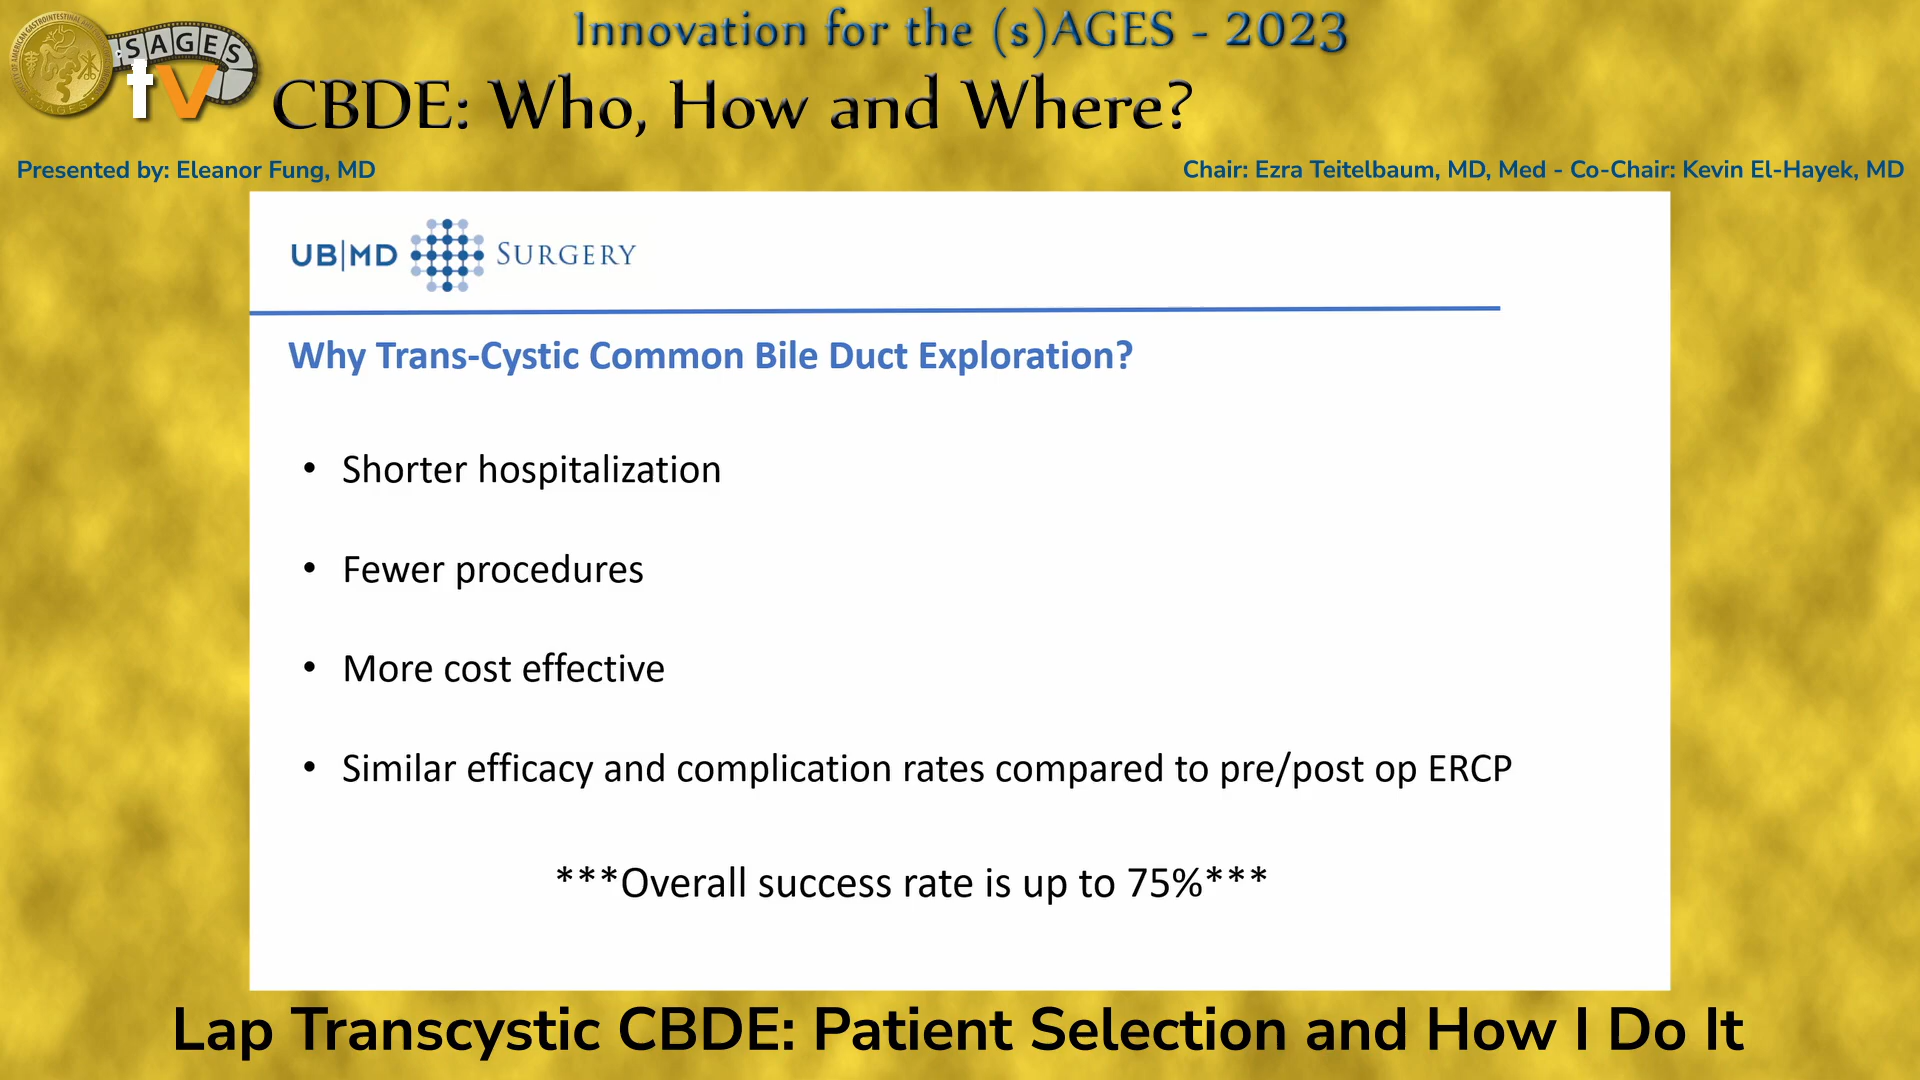 Innovation for the (s)AGES - 2023
SAGES
tv
CBDE: Who, How and Where?
Presented by: Eleanor Fung, MD
Chair: Ezra Teitelbaum, MD, Med - Co-Chair: Kevin El-Hayek, MD
UB|MD SURGERY
Why Trans-Cystic Common Bile Duct Exploration?
• Shorter hospitalization
• Fewer procedures
• More cost effective
• Similar efficacy and complication rates compared to pre/post op ERCP
***Overall success rate is up to 75%***
Lap Transcystic CBDE: Patient Selection and How I Do It